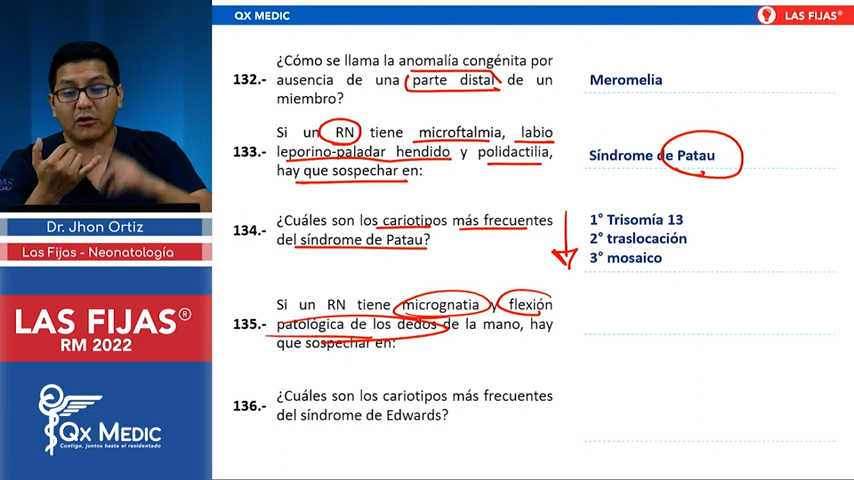 QX MEDIC
LAS FIJAS®
¿Cómo se llama la anomalía congénita por
132.- ausencia de una parte distal de un
miembro?
Meromelia
Si un RN tiene microftalmia, labio
133.- leporino-paladar hendido y polidactilia,
hay que sospechar en:
Síndrome de Patau
134.- ¿Cuáles son los cariotipos más frecuentes
del síndrome de Patau?
1° Trisomía 13
2° traslocación
3° mosaico
Si un RN tiene micrognatia y flexión
135.- patológica de los dedos de la mano, hay
que sospechar en:
136.- ¿Cuáles son los cariotipos más frecuentes
del síndrome de Edwards?
Dr. Jhon Ortiz
Las Fijas - Neonatología
LAS FIJAS®
RM 2022
QX MEDIC
Contigo, juntos hasta el residentado